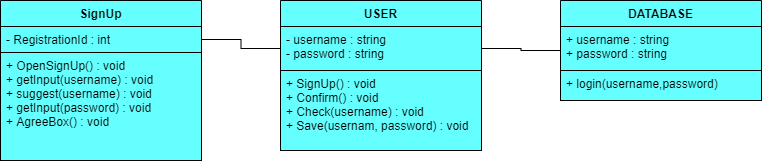 SignUp
- RegistrationId : int
+ OpenSignUp() : void
+ getInput(username) : void
+ suggest(username) : void
+ getInput(password) : void
+ AgreeBox() : void
USER
- username : string
- password : string
+ SignUp() : void
+ Confirm() : void
+ Check(username) : void
+ Save(usernam, password) : void
DATABASE
+ username : string
+ password : string
+ login(username,password)